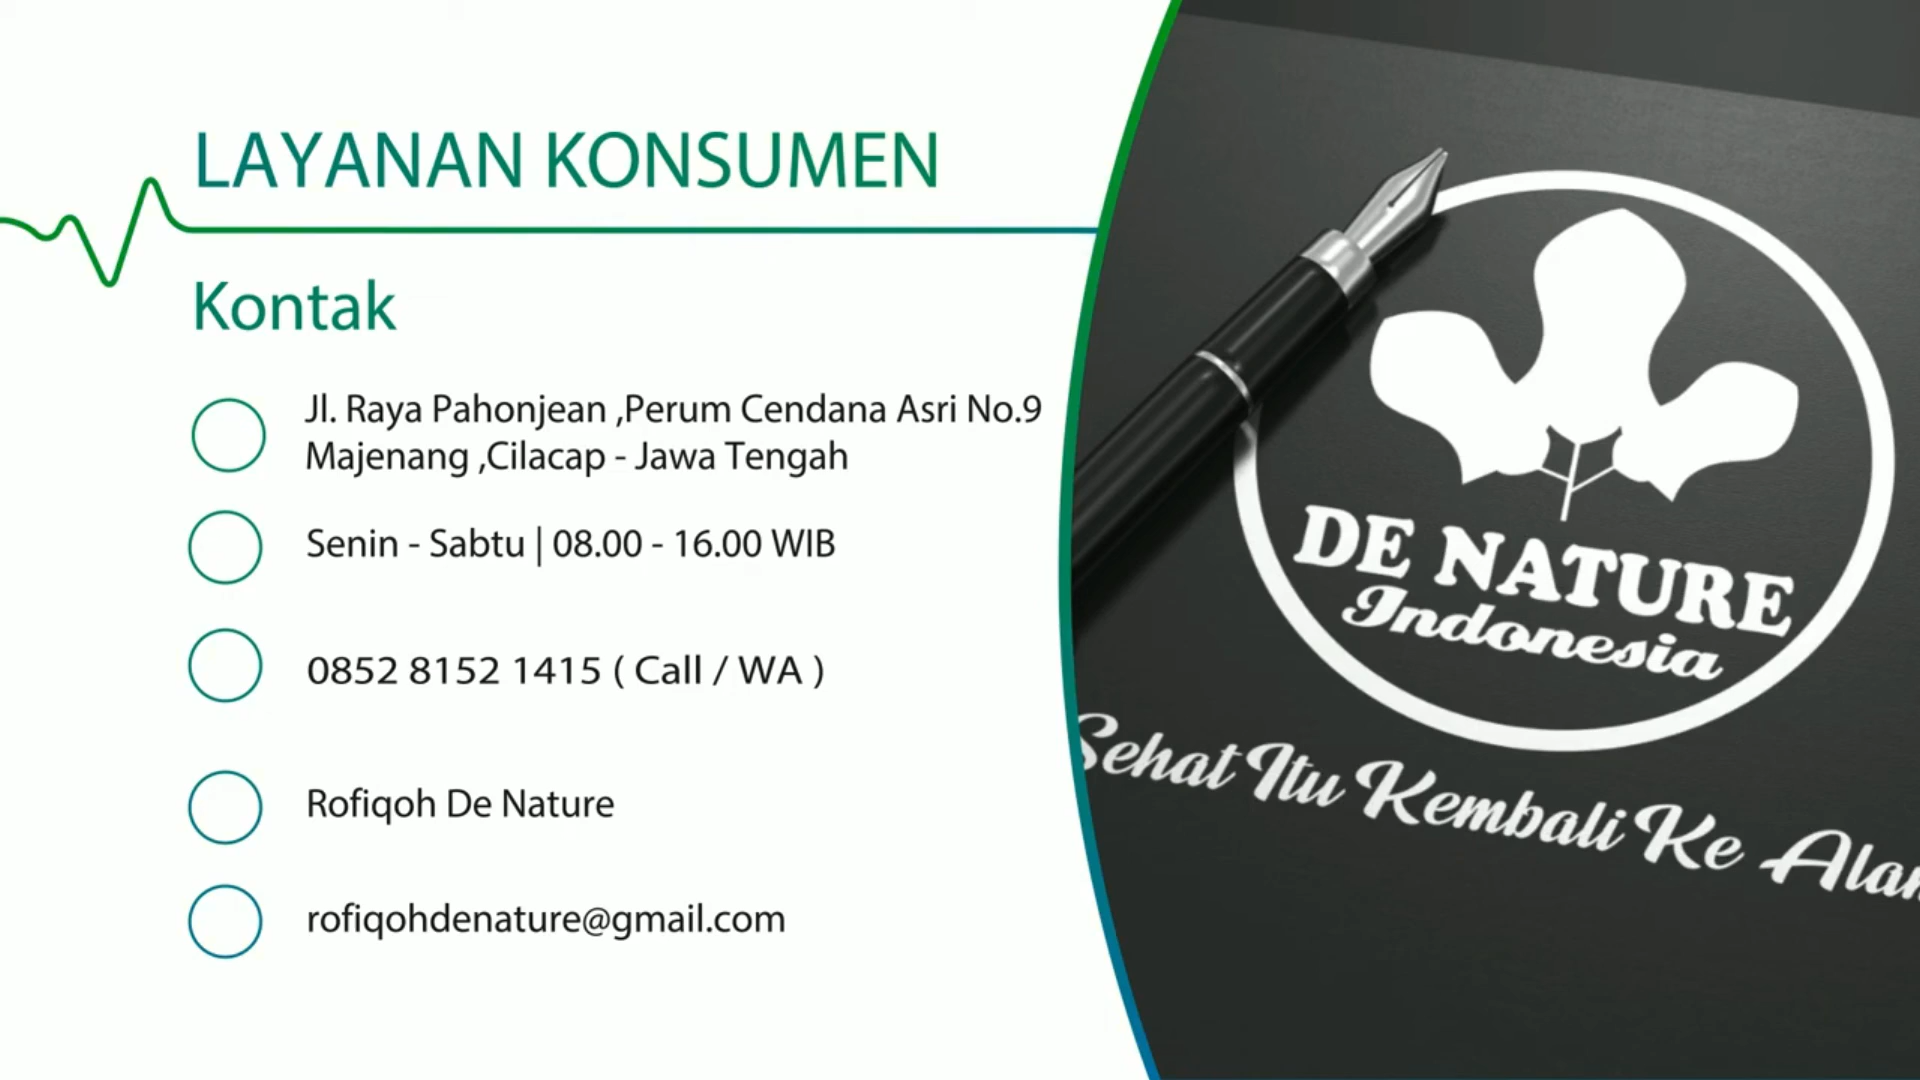 LAYANAN KONSUMEN
Kontak
Jl. Raya Pahonjean ,Perum Cendana Asri No.9
Majenang ,Cilacap - Jawa Tengah
Senin - Sabtu | 08.00 - 16.00 WIB
0852 8152 1415 ( Call / WA )
Rofiqoh De Nature
rofiqohdenature@gmail.com
DE NATURE
Indonesia
Sehat Itu Kembali Ke